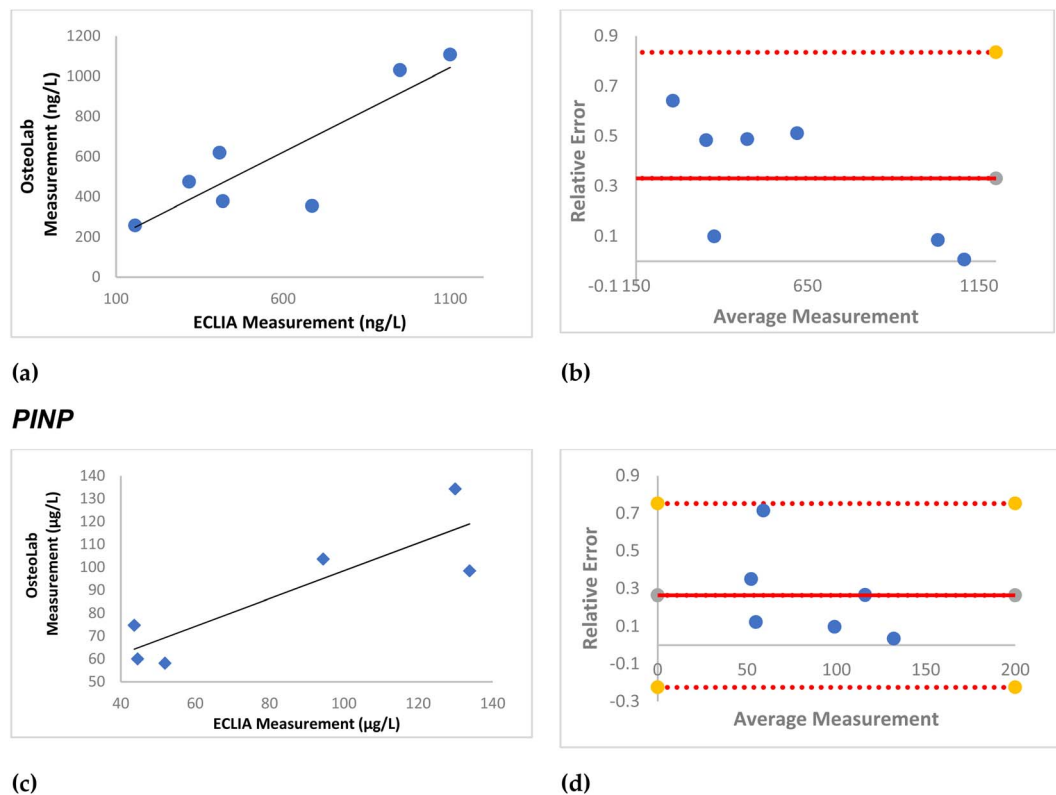 1200
1000
800
600
400
200
0
100 600 1100
OsteoLab
Measurement (ng/L)
ECLIA Measurement (ng/L)
0.9
0.7
0.5
0.3
0.1
-0.1
150 650 1150
Relative Error
Average Measurement
(a)
(b)
PINP
140
130
120
110
100
90
80
70
60
50
40 60 80 100 120 140
OsteoLab
Measurement (µg/L)
ECLIA Measurement (µg/L)
0.9
0.7
0.5
0.3
0.1
-0.1
-0.3
0 50 100 150 200
Relative Error
Average Measurement
(c)
(d)